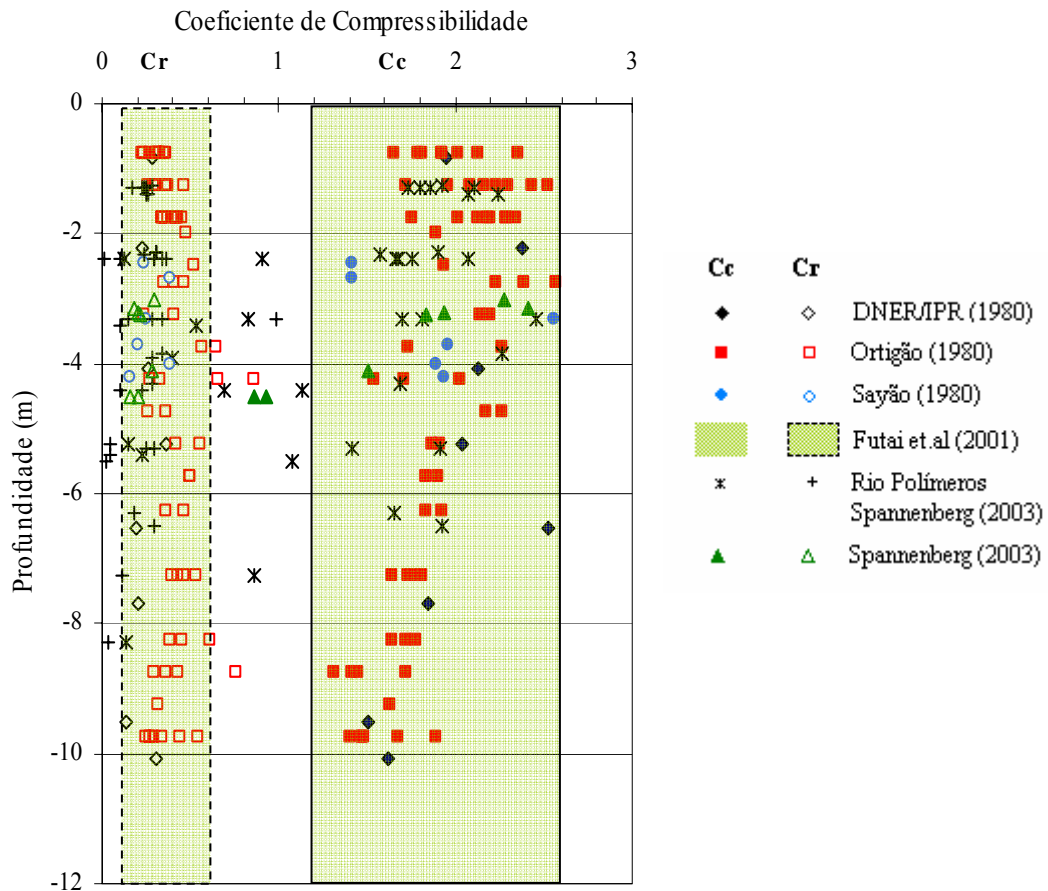 Coeficiente de Compressibilidade
0 Cr 1 Cc 2 3
0
-2
-4
-6
-8
-10
-12
Profundidade (m)
Cc Cr
DNER/IPR (1980)
Ortigão (1980)
Sayão (1980)
Futai et.al (2001)
Rio Polímeros
Spannenberg (2003)
Spannenberg (2003)